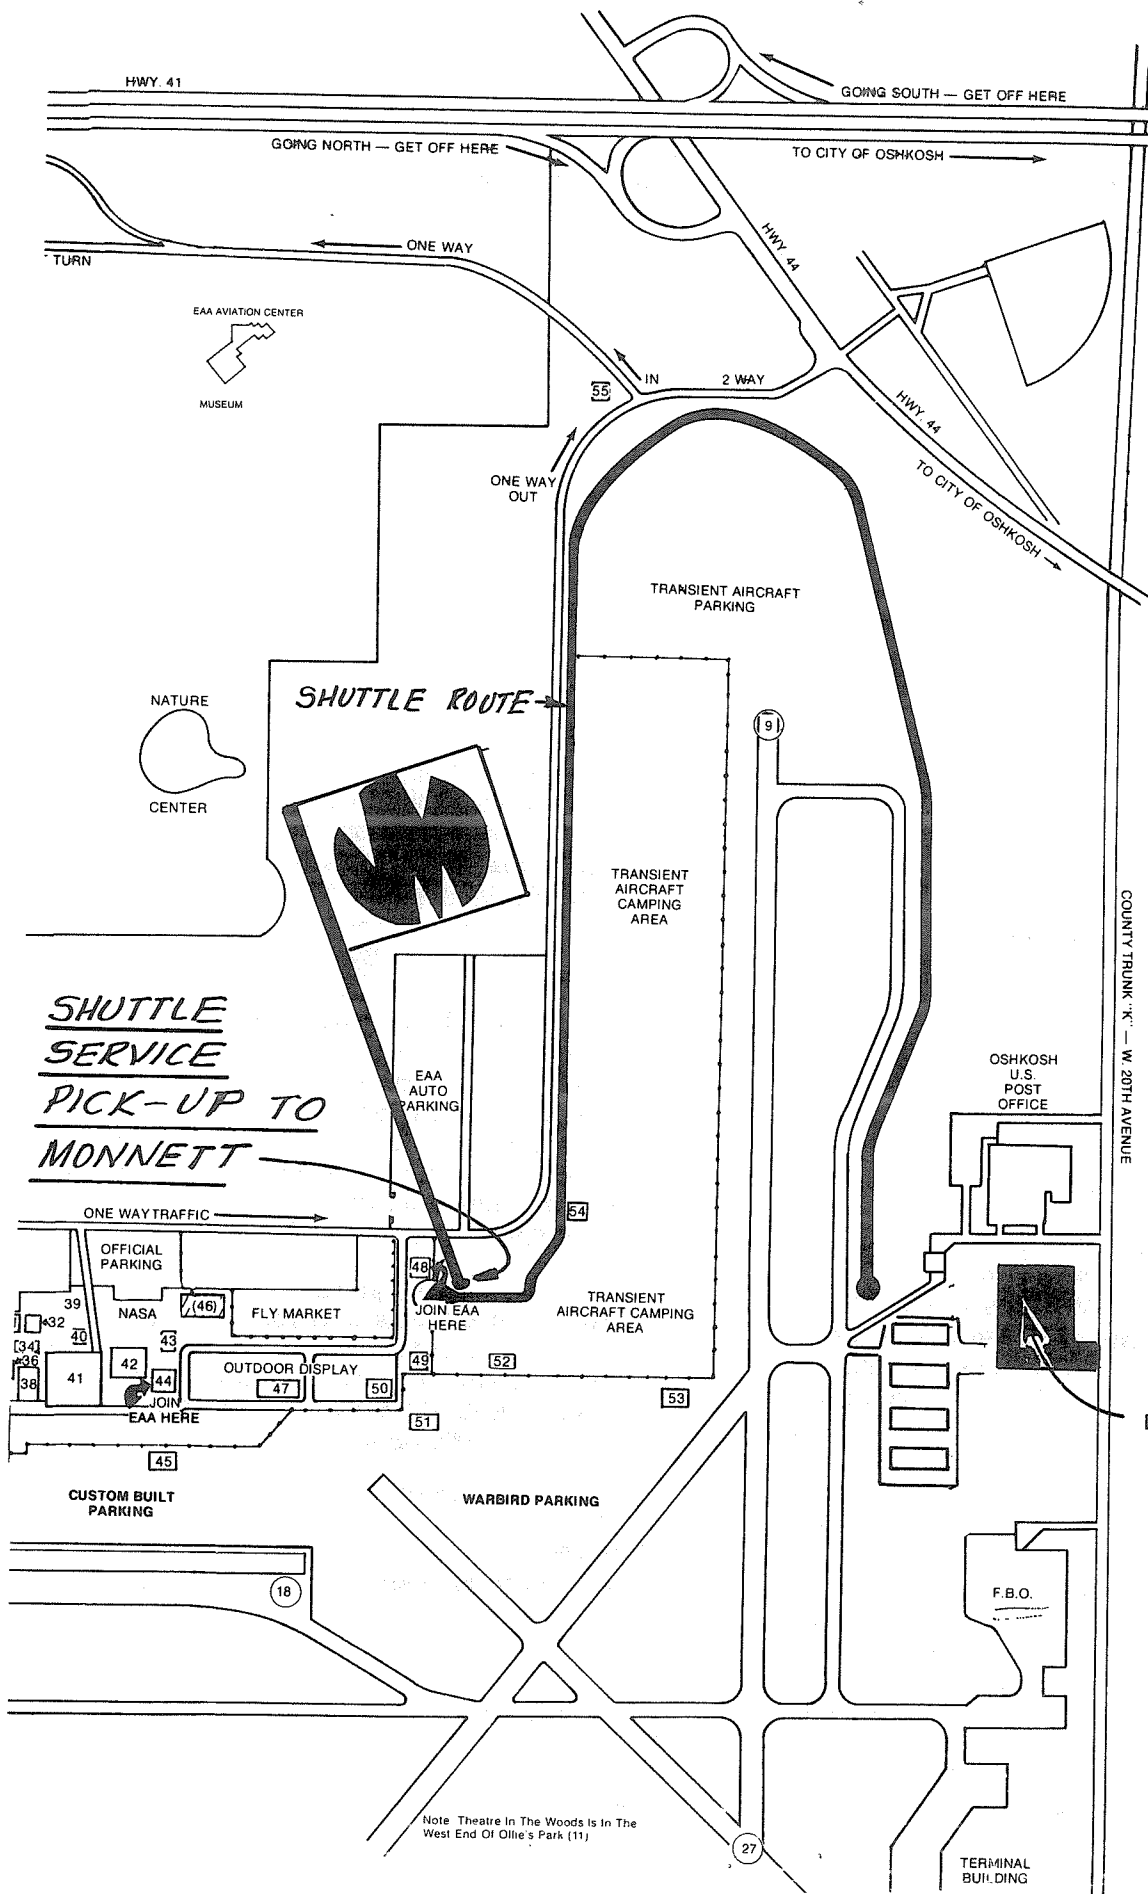 HWY. 41
GOING SOUTH — GET OFF HERE
GOING NORTH — GET OFF HERE
TO CITY OF OSHKOSH
HWY. 44
ONE WAY
TURN
EAA AVIATION CENTER
MUSEUM
IN
2 WAY
55
HWY. 44
TO CITY OF OSHKOSH
ONE WAY
OUT
TRANSIENT AIRCRAFT
PARKING
SHUTTLE ROUTE
NATURE
CENTER
9
TRANSIENT
AIRCRAFT
CAMPING
AREA
COUNTY TRUNK "K" — W. 20TH AVENUE
SHUTTLE
SERVICE
PICK-UP TO
MONNETT
EAA
AUTO
PARKING
OSHKOSH
U.S.
POST
OFFICE
ONE WAY TRAFFIC
54
OFFICIAL
PARKING
48
JOIN EAA
HERE
TRANSIENT
AIRCRAFT CAMPING
AREA
39
NASA
(46)
FLY MARKET
32
40
43
34
36
38
41
42
44
OUTDOOR DISPLAY
47
50
49
52
53
JOIN
EAA HERE
51
45
CUSTOM BUILT
PARKING
WARBIRD PARKING
18
F.B.O.
Note Theatre In The Woods Is In The
West End Of Ollie's Park (11)
27
TERMINAL
BUILDING